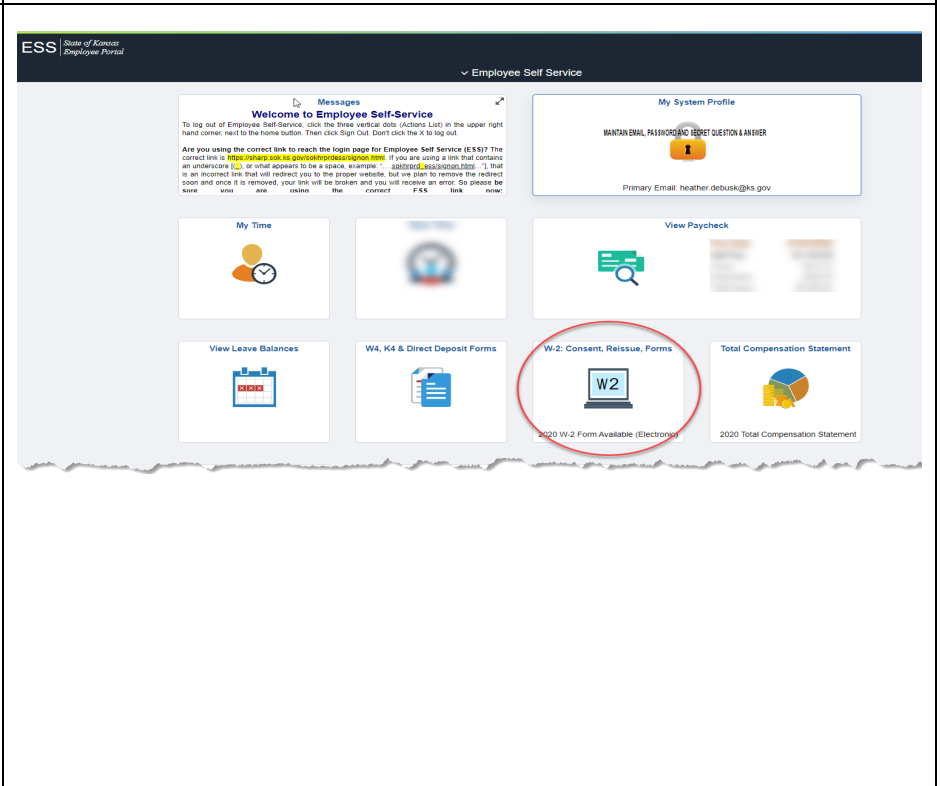 ESS State of Kansas
Employee Portal
Employee Self Service
Messages
Welcome to Employee Self-Service
To log out of Employee Self-Service, click the three vertical dots (Actions List) in the upper right
hand corner, next to the home button. Then click Sign Out. Don't click the X to log out.
Are you using the correct link to reach the login page for Employee Self Service (ESS)? The
correct link is https://sharp.sok.ks.gov/sokhrprdess/signon.html. If you are using a link that contains
an underscore [(_), or what appears to be a space, example: "....sokhrprd_ess/signon.html..."], that
is an incorrect link that will redirect you to the proper website, but we plan to remove the redirect
soon and once it is removed, your link will be broken and you will receive an error. So please be
sure you are using the correct ESS link now:
My System Profile
MAINTAIN EMAIL, PASSWORD AND SECRET QUESTION & ANSWER
Primary Email: heather.debusk@ks.gov
My Time
View Paycheck
View Leave Balances
W4, K4 & Direct Deposit Forms
W-2: Consent, Reissue, Forms
W2
2020 W-2 Form Available (Electronic)
Total Compensation Statement
2020 Total Compensation Statement